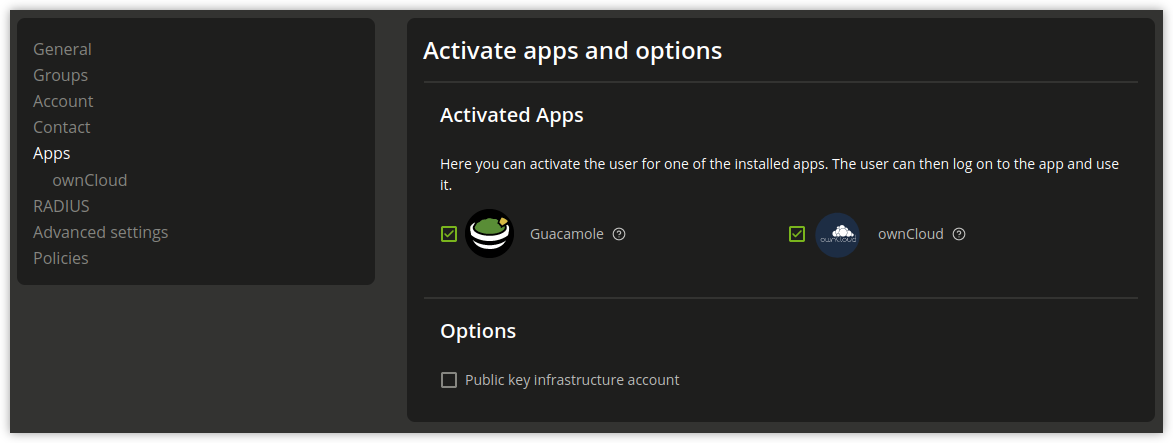 General
Groups
Account
Contact
Apps
ownCloud
RADIUS
Advanced settings
Policies
Activate apps and options
Activated Apps
Here you can activate the user for one of the installed apps. The user can then log on to the app and use
it.
Guacamole
ownCloud
ownCloud
Options
Public key infrastructure account